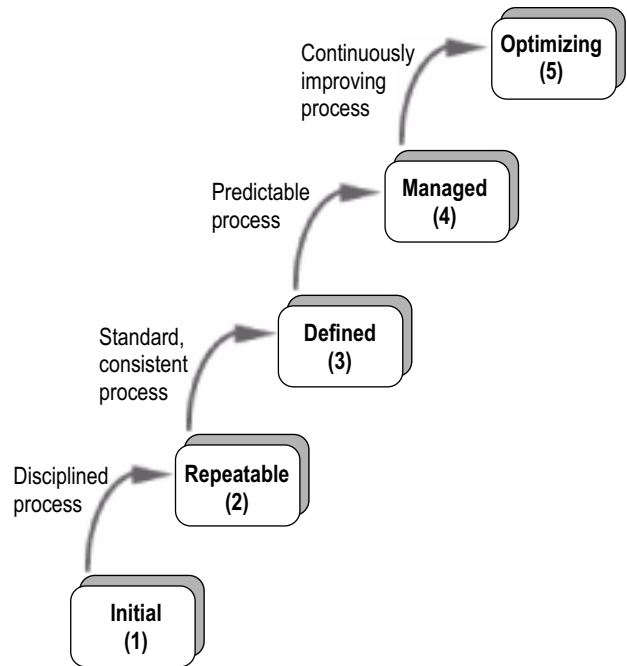 Continuously
improving
process
Optimizing
(5)
Predictable
process
Managed
(4)
Standard,
consistent
process
Defined
(3)
Disciplined
process
Repeatable
(2)
Initial
(1)